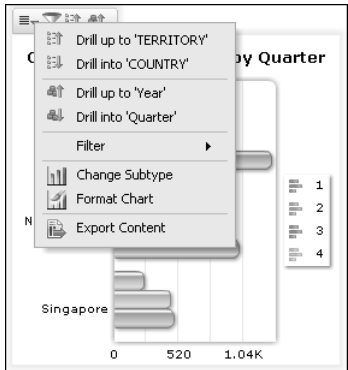 C
by Quarter
Drill up to 'TERRITORY'
Drill into 'COUNTRY'
Drill up to 'Year'
Drill into 'Quarter'
Filter
Change Subtype
Format Chart
Export Content
N
Singapore
1
2
3
4
0 520 1.04K